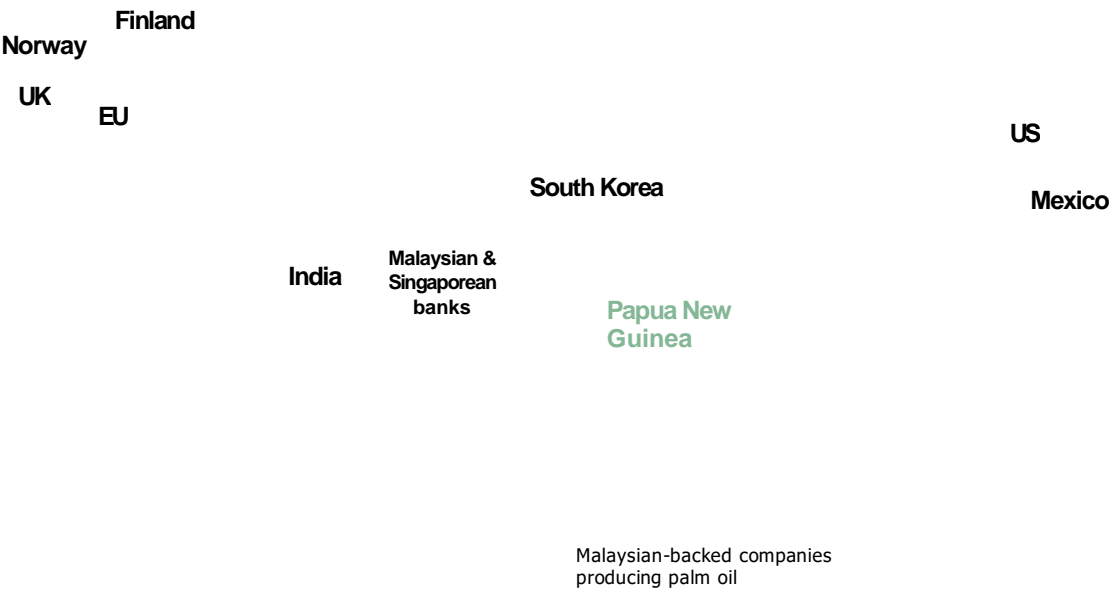 Finland
Norway
UK
EU
US
South Korea
Mexico
Malaysian &
Singaporean
banks
India
Papua New
Guinea
Malaysian-backed companies
producing palm oil